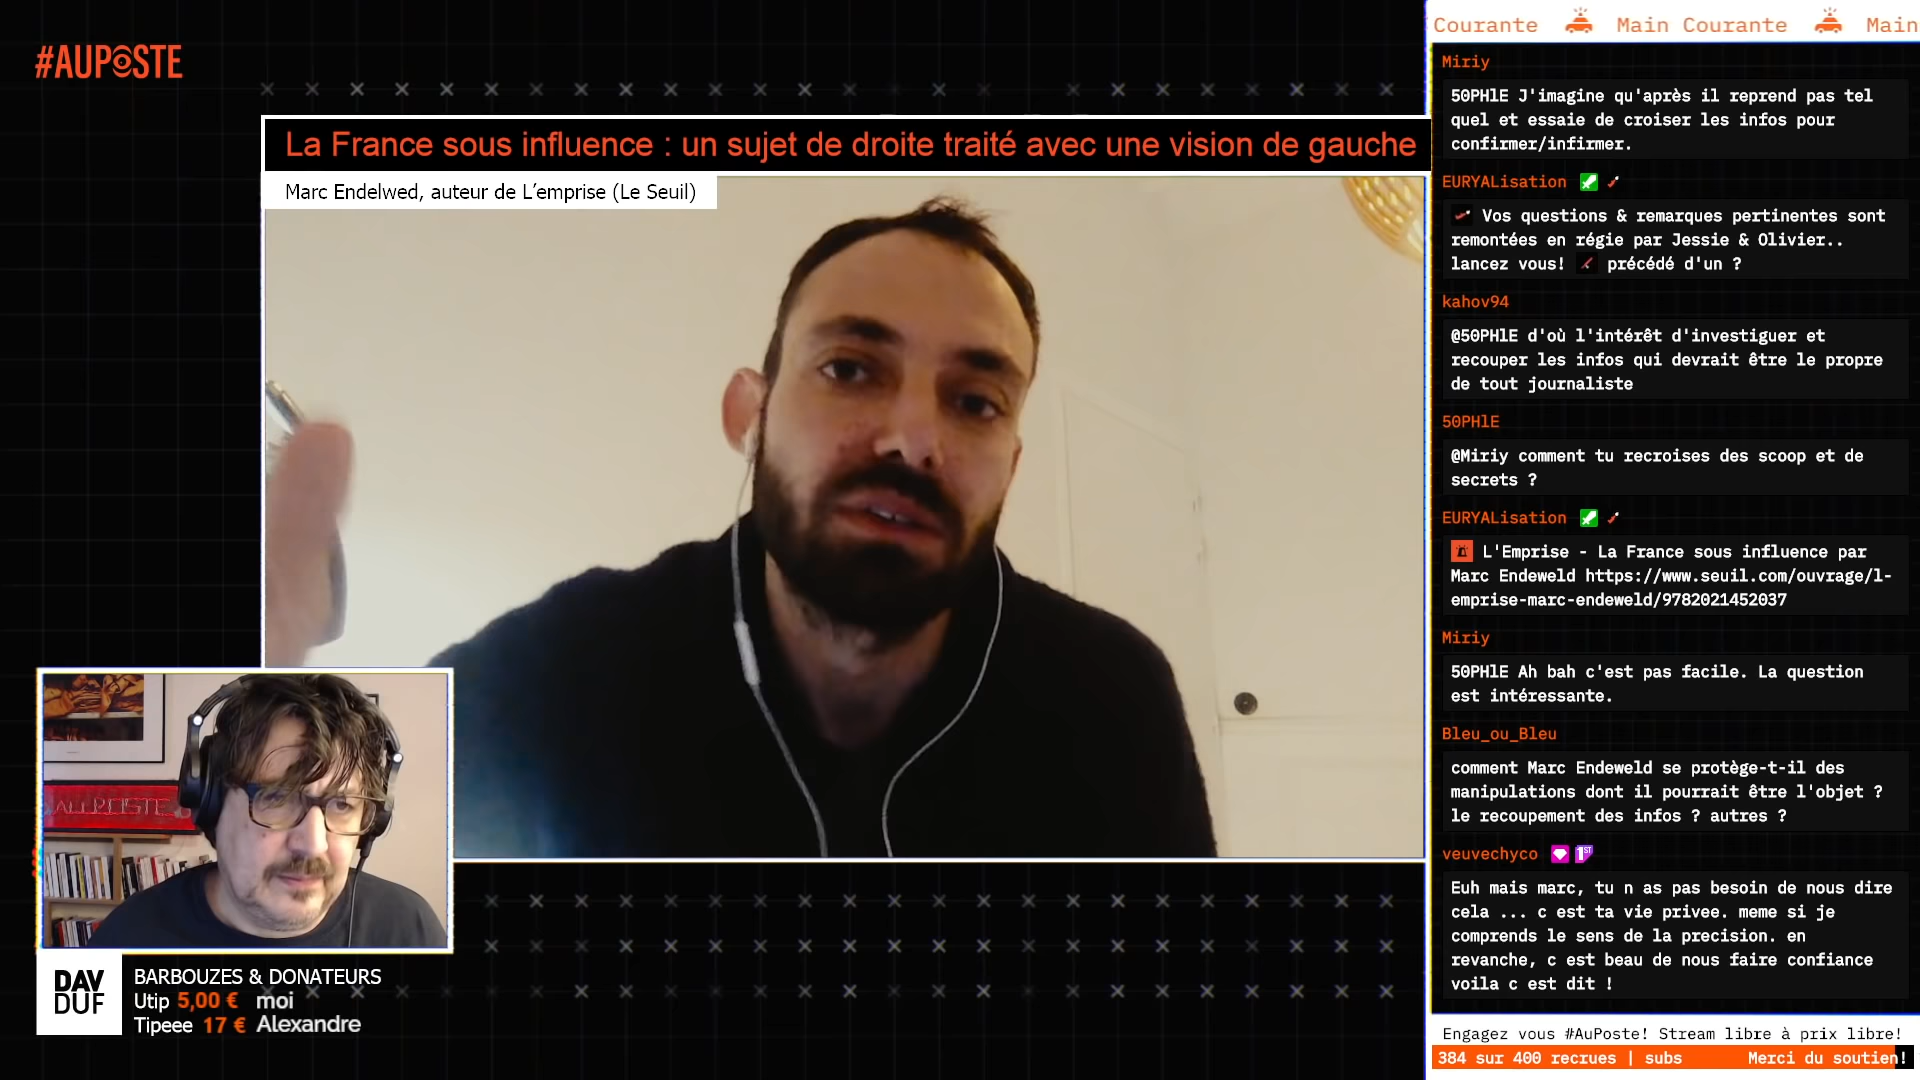 #AUPOSTE
La France sous influence : un sujet de droite traité avec une vision de gauche
Marc Endelwed, auteur de L'emprise (Le Seuil)
AUPOSTE
DAV
DUF
BARBOUZES & DONATEURS
Utip 5,00 € moi
Tipeee 17 € Alexandre
Courante Main Courante Main
Miriy
50PHlE J'imagine qu'après il reprend pas tel
quel et essaie de croiser les infos pour
confirmer/infirmer.
EURYALisation
Vos questions & remarques pertinentes sont
remontées en régie par Jessie & Olivier..
lancez vous! précédé d'un ?
kahov94
@50PHlE d'où l'intérêt d'investiguer et
recouper les infos qui devrait être le propre
de tout journaliste
50PHlE
@Miriy comment tu recroises des scoop et de
secrets ?
EURYALisation
L'Emprise - La France sous influence par
Marc Endeweld https://www.seuil.com/ouvrage/l-
emprise-marc-endeweld/9782021452037
Miriy
50PHlE Ah bah c'est pas facile. La question
est intéressante.
Bleu_ou_Bleu
comment Marc Endeweld se protège-t-il des
manipulations dont il pourrait être l'objet ?
le recoupement des infos ? autres ?
veuvechyco 1ST
Euh mais marc, tu n as pas besoin de nous dire
cela ... c est ta vie privee. meme si je
comprends le sens de la precision. en
revanche, c est beau de nous faire confiance
voila c est dit !
Engagez vous #AuPoste! Stream libre à prix libre!
384 sur 400 recrues | subs Merci du soutien!